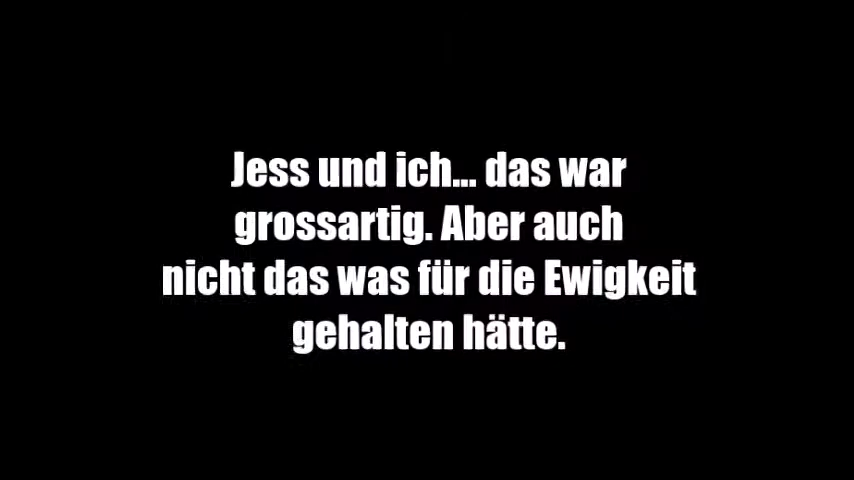 Jess und ich... das war
grossartig. Aber auch
nicht das was für die Ewigkeit
gehalten hätte.